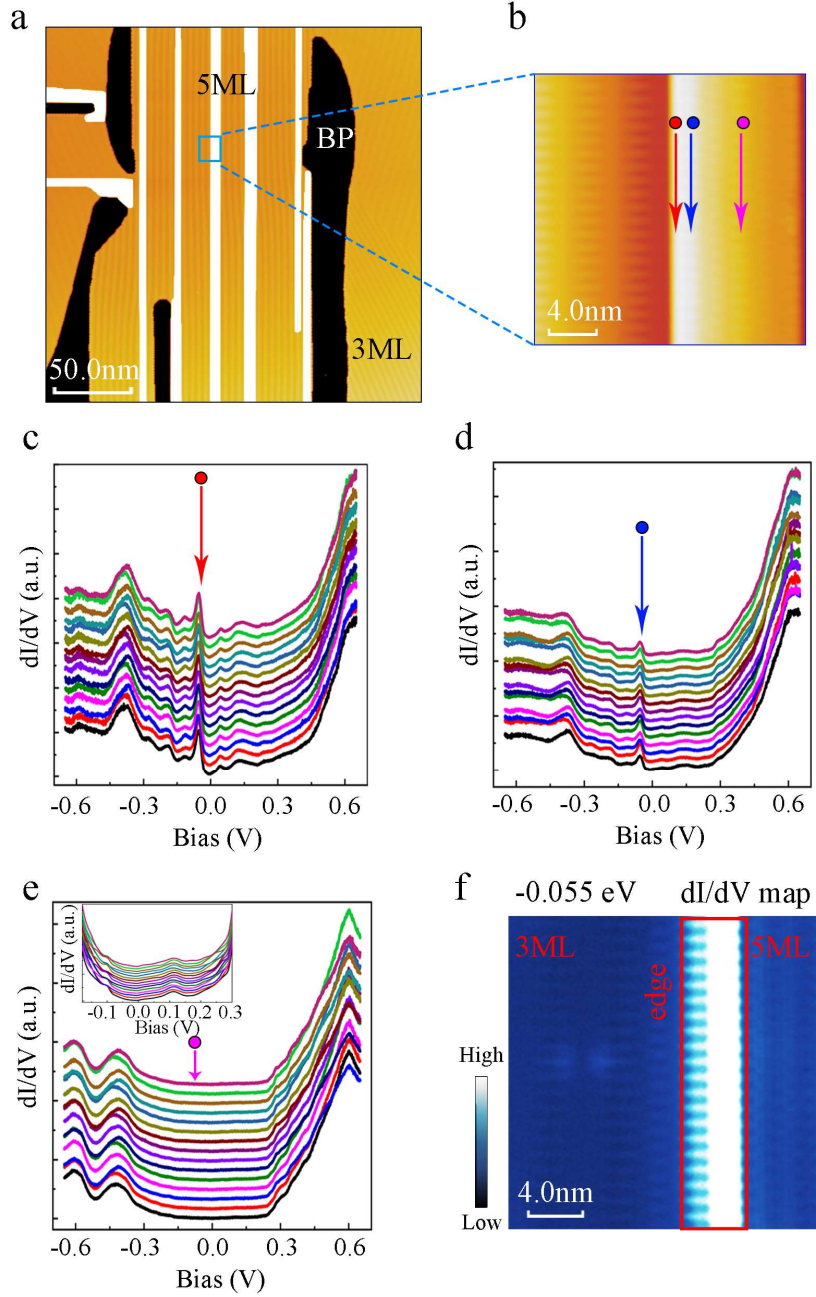 a
5ML
BP
3ML
50.0nm
b
4.0nm
c
dI/dV (a.u.)
-0.6 -0.3 0.0 0.3 0.6
Bias (V)
d
dI/dV (a.u.)
-0.6 -0.3 0.0 0.3 0.6
Bias (V)
e
dI/dV (a.u.)
-0.1 0.0 0.1 0.2 0.3
Bias (V)
dI/dV (a.u.)
-0.6 -0.3 0.0 0.3 0.6
Bias (V)
f
-0.055 eV dI/dV map
3ML
5ML
edge
High
Low
4.0nm